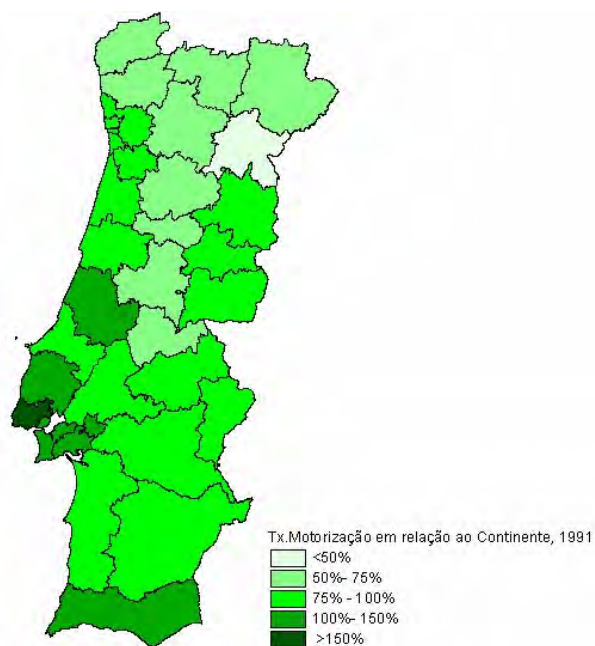 Tx.Motorização em relação ao Continente, 1991
<50%
50%- 75%
75% - 100%
100%- 150%
>150%